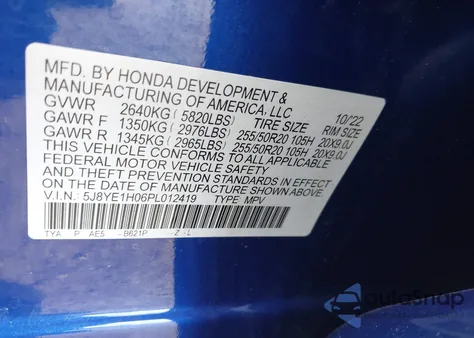 MFD. BY HONDA DEVELOPMENT &
MANUFACTURING OF AMERICA, LLC 10/22
GVWR 2640KG (5820LBS) TIRE SIZE RIM SIZE
GAWR F 1350KG (2976LBS) 255/50R20 105H 20X9.0J
GAWR R 1345KG (2965LBS) 255/50R20 105H 20X9.0J
THIS VEHICLE CONFORMS TO ALL APPLICABLE
FEDERAL MOTOR VEHICLE SAFETY
STANDARDS IN EFFECT ON THE DATE OF
MANUFACTURE SHOWN ABOVE.
V.I.N.: 5J8YE1H06PL012419 TYPE: MPV
TYA P AE5 -B621P -Z -L
autoSnap